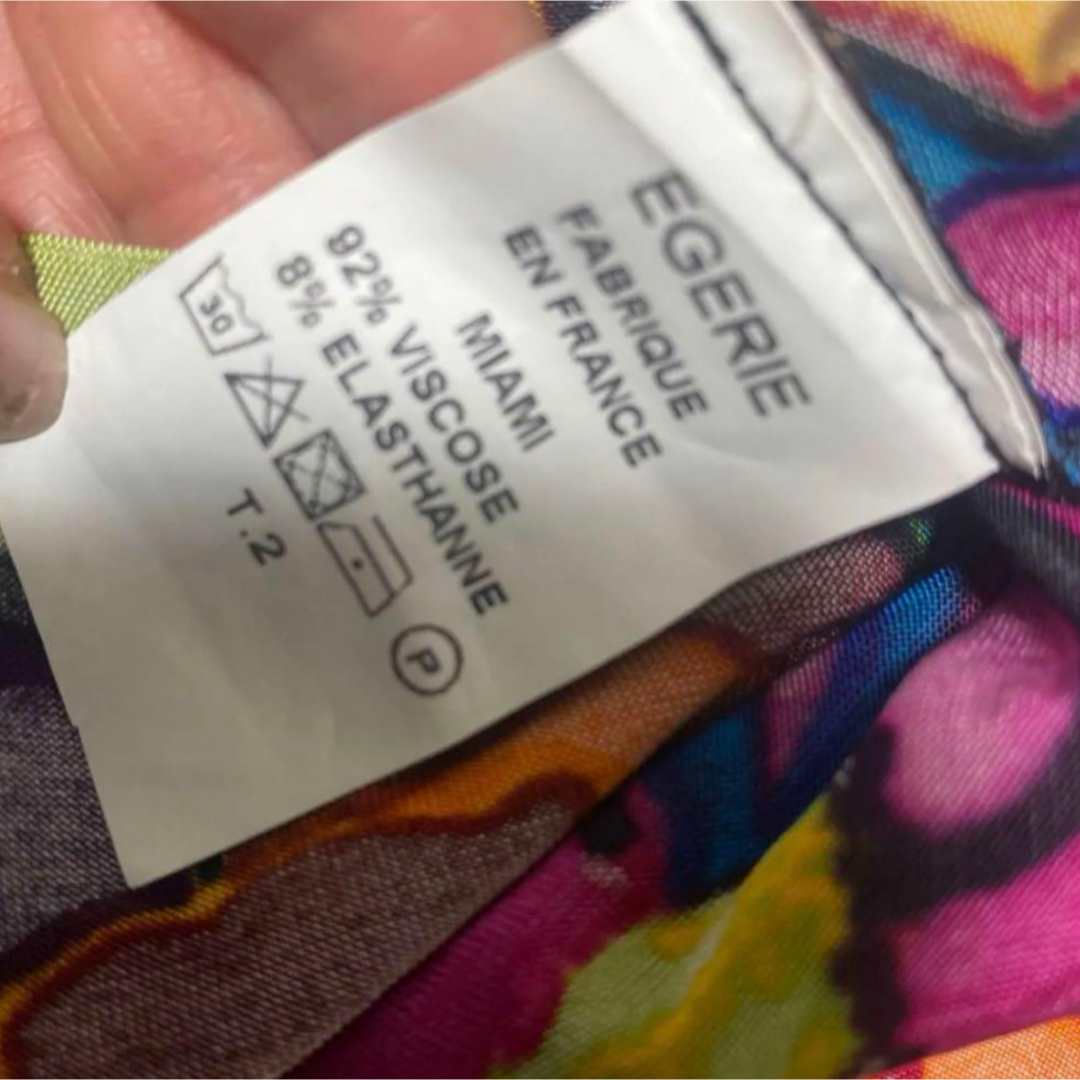 EGERIE
FABRIQUE
EN FRANCE
MIAMI
92% VISCOSE
8% ELASTHANNE
30
P
T.2